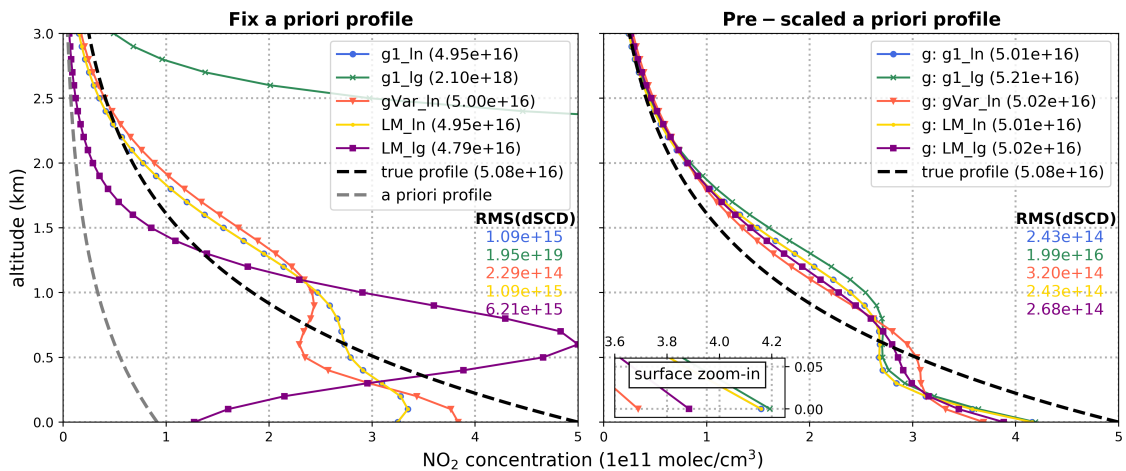 Fix a priori profile
3.0
2.5
2.0
1.5
1.0
0.5
0.0
altitude (km)
g1_ln (4.95e+16)
g1_lg (2.10e+18)
gVar_ln (5.00e+16)
LM_ln (4.95e+16)
LM_lg (4.79e+16)
true profile (5.08e+16)
a priori profile
RMS(dSCD)
1.09e+15
1.95e+19
2.29e+14
1.09e+15
6.21e+15
0 1 2 3 4 5
Pre − scaled a priori profile
g: g1_ln (5.01e+16)
g: g1_lg (5.21e+16)
g: gVar_ln (5.02e+16)
g: LM_ln (5.01e+16)
g: LM_lg (5.02e+16)
true profile (5.08e+16)
RMS(dSCD)
2.43e+14
1.99e+16
3.20e+14
2.43e+14
2.68e+14
3.6 3.8 4.0 4.2
surface zoom-in
0.05
0.00
0 1 2 3 4 5
NO₂ concentration (1e11 molec/cm³)